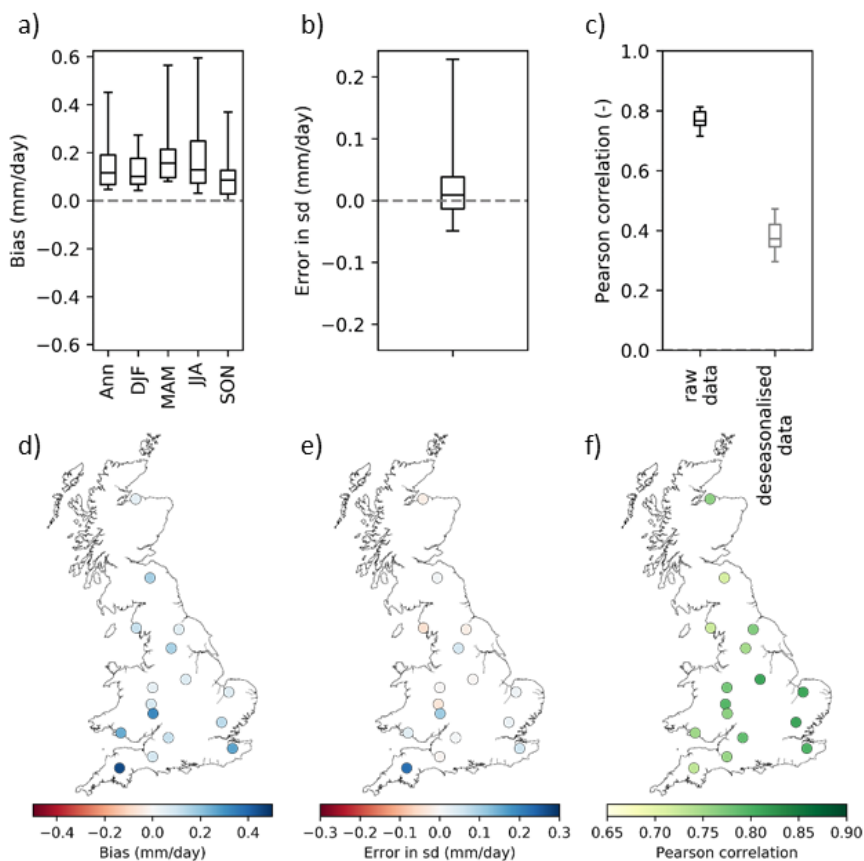 a)
b)
c)
0.6
0.4
0.2
0.0
−0.2
−0.4
−0.6
Bias (mm/day)
Ann
DJF
MAM
JJA
SON
0.2
0.1
0.0
−0.1
−0.2
Error in sd (mm/day)
1.0
0.8
0.6
0.4
0.2
0.0
Pearson correlation (-)
raw
data
deseasonalised
data
d)
e)
f)
−0.4 −0.2 0.0 0.2 0.4
Bias (mm/day)
−0.3 −0.2 −0.1 0.0 0.1 0.2 0.3
Error in sd (mm/day)
0.65 0.70 0.75 0.80 0.85 0.90
Pearson correlation